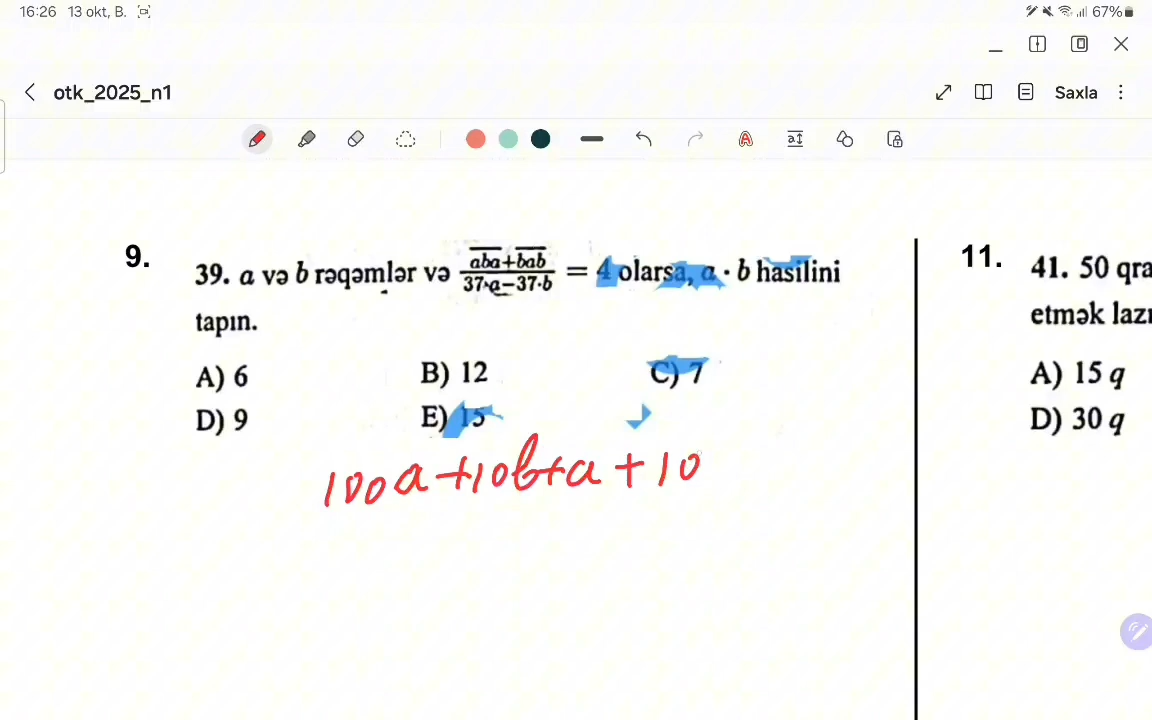 16:26 13 okt, B. 67%
otk_2025_n1 Saxla
9.
39. a və b rəqəmlər və (aba+bab)/(37·a−37·b) = 4 olarsa, a · b hasilini
tapın.
A) 6 B) 12 C) 7
D) 9 E) 15
100a+10b+a+10
11.
41. 50 qra
etmək lazı
A) 15 q
D) 30 q